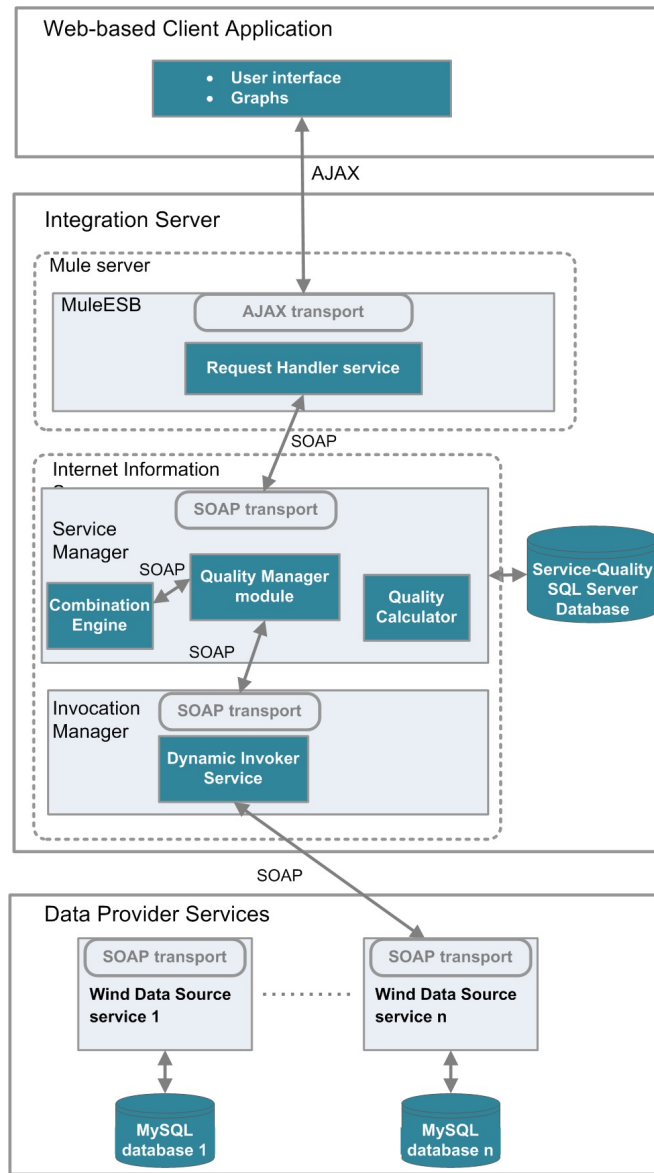 Web-based Client Application
• User interface
• Graphs
AJAX
Integration Server
Mule server
MuleESB
AJAX transport
Request Handler service
SOAP
Internet Information
SOAP transport
Service
Manager
SOAP
Quality Manager
module
Combination
Engine
Quality
Calculator
Service-Quality
SQL Server
Database
SOAP
Invocation
Manager
SOAP transport
Dynamic Invoker
Service
SOAP
Data Provider Services
SOAP transport
Wind Data Source
service 1
SOAP transport
Wind Data Source
service n
MySQL
database 1
MySQL
database n